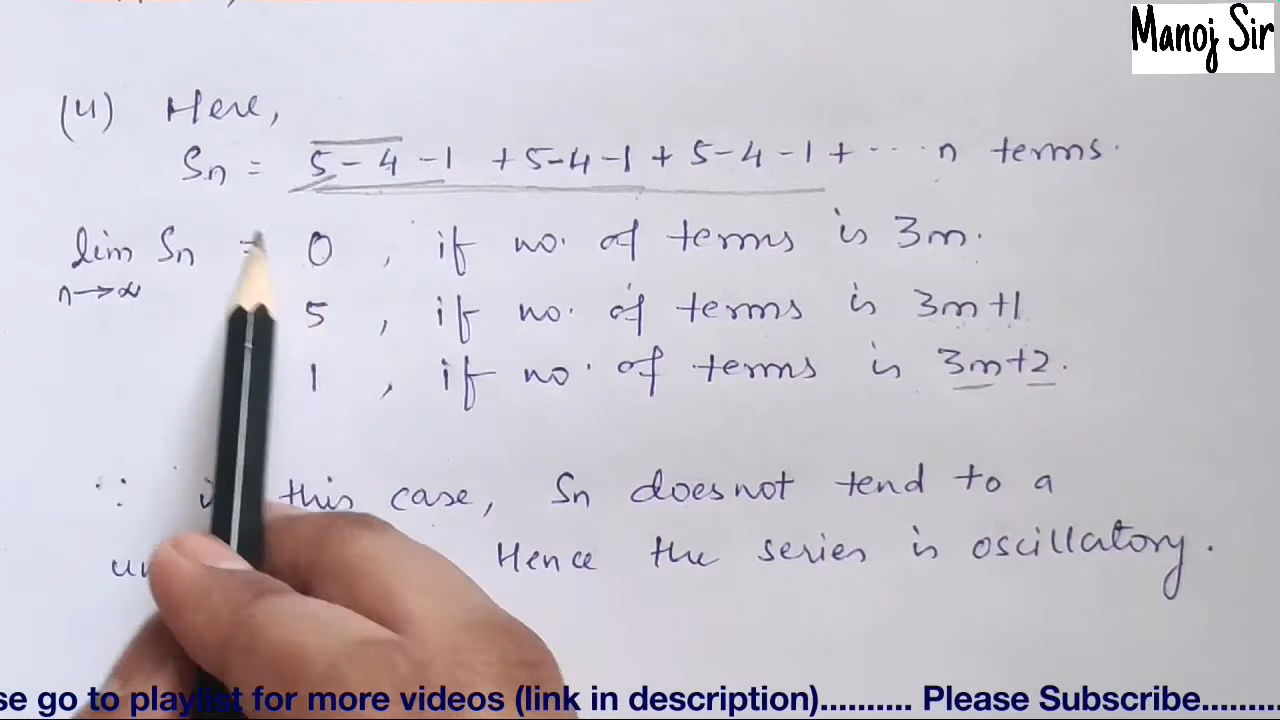 Manoj Sir
(4) Here,
Sn = 5-4-1 +5-4-1 + 5-4-1 + ... n terms.
lim Sn = 0, if no. of terms is 3m.
n→∞
5, if no. of terms is 3m+1
1, if no. of terms is 3m+2.
∵ this case, Sn does not tend to a
Hence the series is oscillatory.
se go to playlist for more videos (link in description).......... Please Subscribe.........